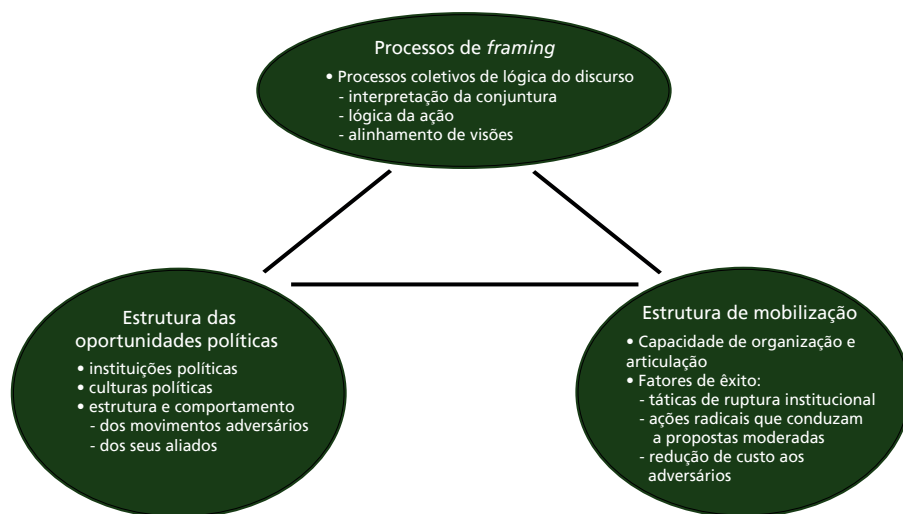 Processos de framing
• Processos coletivos de lógica do discurso
- interpretação da conjuntura
- lógica da ação
- alinhamento de visões
Estrutura das
oportunidades políticas
• instituições políticas
• culturas políticas
• estrutura e comportamento
- dos movimentos adversários
- dos seus aliados
Estrutura de mobilização
• Capacidade de organização e
articulação
• Fatores de êxito:
- táticas de ruptura institucional
- ações radicais que conduzam
a propostas moderadas
- redução de custo aos
adversários